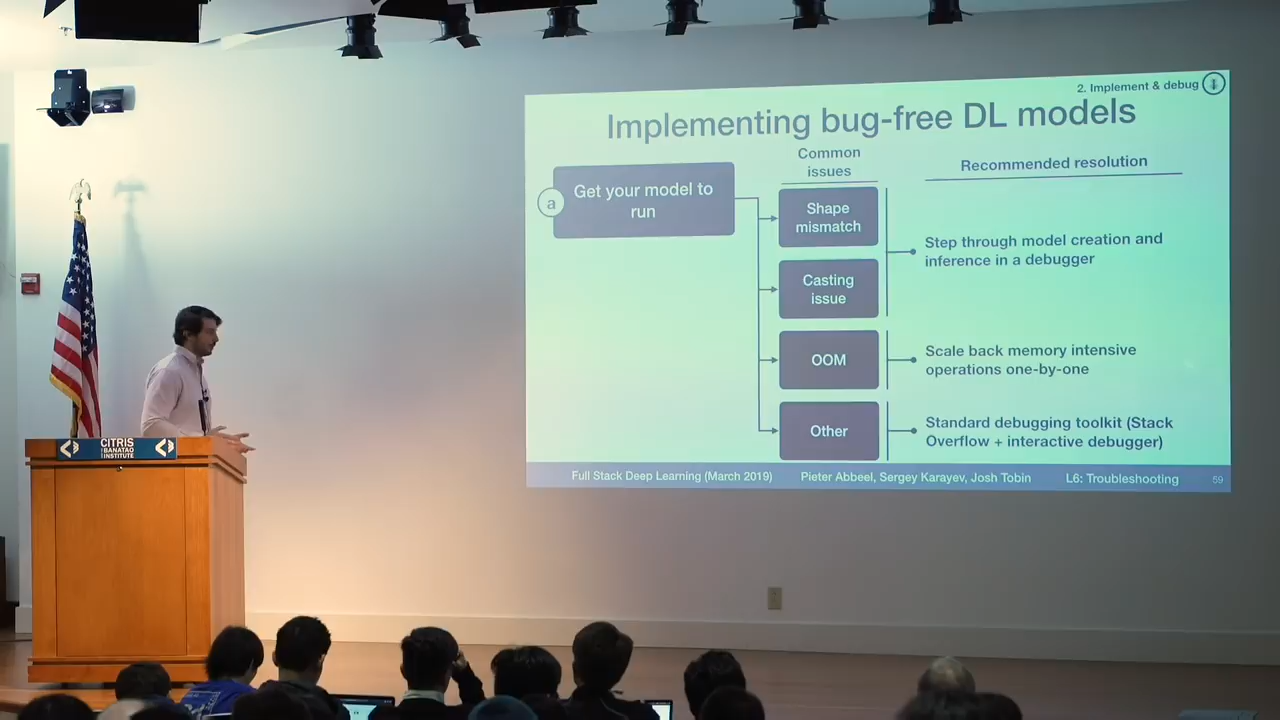 2. Implement & debug
Implementing bug-free DL models
Common
issues
Recommended resolution
a
Get your model to
run
Shape
mismatch
Step through model creation and
inference in a debugger
Casting
issue
OOM
Scale back memory intensive
operations one-by-one
Other
Standard debugging toolkit (Stack
Overflow + interactive debugger)
Full Stack Deep Learning (March 2019) Pieter Abbeel, Sergey Karayev, Josh Tobin L6: Troubleshooting 59
CITRIS
BANATAO
INSTITUTE